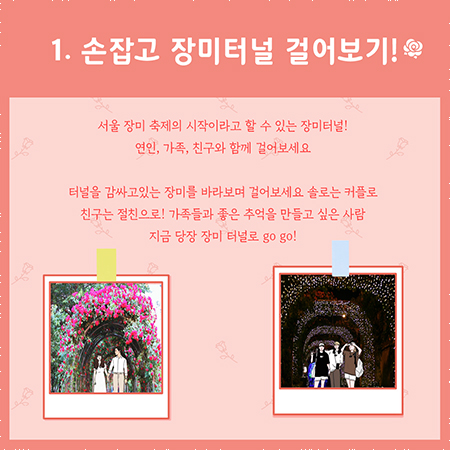 1. 손잡고 장미터널 걸어보기!
서울 장미 축제의 시작이라고 할 수 있는 장미터널!
연인, 가족, 친구와 함께 걸어보세요
터널을 감싸고있는 장미를 바라보며 걸어보세요 솔로는 커플로
친구는 절친으로! 가족들과 좋은 추억을 만들고 싶은 사람
지금 당장 장미 터널로 go go!